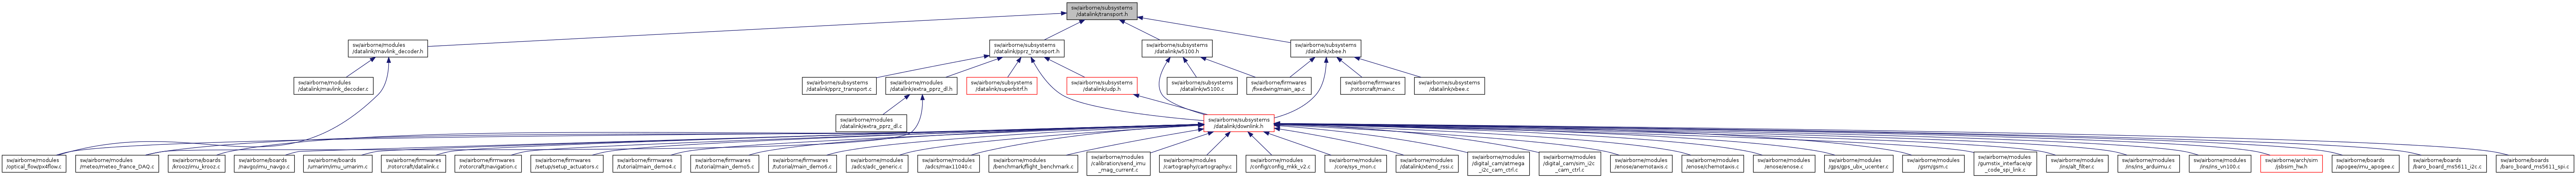 sw/airborne/subsystems
/datalink/transport.h
sw/airborne/modules
/datalink/mavlink_decoder.h
sw/airborne/subsystems
/datalink/pprz_transport.h
sw/airborne/subsystems
/datalink/w5100.h
sw/airborne/subsystems
/datalink/xbee.h
sw/airborne/modules
/datalink/mavlink_decoder.c
sw/airborne/subsystems
/datalink/pprz_transport.c
sw/airborne/modules
/datalink/extra_pprz_dl.h
sw/airborne/subsystems
/datalink/superbitrf.h
sw/airborne/subsystems
/datalink/udp.h
sw/airborne/subsystems
/datalink/w5100.c
sw/airborne/firmwares
/fixedwing/main_ap.c
sw/airborne/firmwares
/rotorcraft/main.c
sw/airborne/subsystems
/datalink/xbee.c
sw/airborne/modules
/datalink/extra_pprz_dl.c
sw/airborne/subsystems
/datalink/downlink.h
sw/airborne/modules
/optical_flow/px4flow.c
sw/airborne/modules
/meteo/meteo_france_DAQ.c
sw/airborne/boards
/krooz/imu_krooz.c
sw/airborne/boards
/navgo/imu_navgo.c
sw/airborne/boards
/umarim/imu_umarim.c
sw/airborne/firmwares
/rotorcraft/datalink.c
sw/airborne/firmwares
/rotorcraft/navigation.c
sw/airborne/firmwares
/setup/setup_actuators.c
sw/airborne/firmwares
/tutorial/main_demo4.c
sw/airborne/firmwares
/tutorial/main_demo5.c
sw/airborne/firmwares
/tutorial/main_demo6.c
sw/airborne/modules
/adcs/adc_generic.c
sw/airborne/modules
/adcs/max11040.c
sw/airborne/modules
/benchmark/flight_benchmark.c
sw/airborne/modules
/calibration/send_imu
_mag_current.c
sw/airborne/modules
/cartography/cartography.c
sw/airborne/modules
/config/config_mkk_v2.c
sw/airborne/modules
/core/sys_mon.c
sw/airborne/modules
/datalink/xtend_rssi.c
sw/airborne/modules
/digital_cam/atmega
_i2c_cam_ctrl.c
sw/airborne/modules
/digital_cam/sim_i2c
_cam_ctrl.c
sw/airborne/modules
/enose/anemotaxis.c
sw/airborne/modules
/enose/chemotaxis.c
sw/airborne/modules
/enose/enose.c
sw/airborne/modules
/gps/gps_ubx_ucenter.c
sw/airborne/modules
/gsm/gsm.c
sw/airborne/modules
/gumstix_interface/qr
_code_spi_link.c
sw/airborne/modules
/ins/alt_filter.c
sw/airborne/modules
/ins/ins_arduimu.c
sw/airborne/modules
/ins/ins_vn100.c
sw/airborne/arch/sim
/jsbsim_hw.h
sw/airborne/boards
/apogee/imu_apogee.c
sw/airborne/boards
/baro_board_ms5611_i2c.c
sw/airborne/boards
/baro_board_ms5611_spi.c